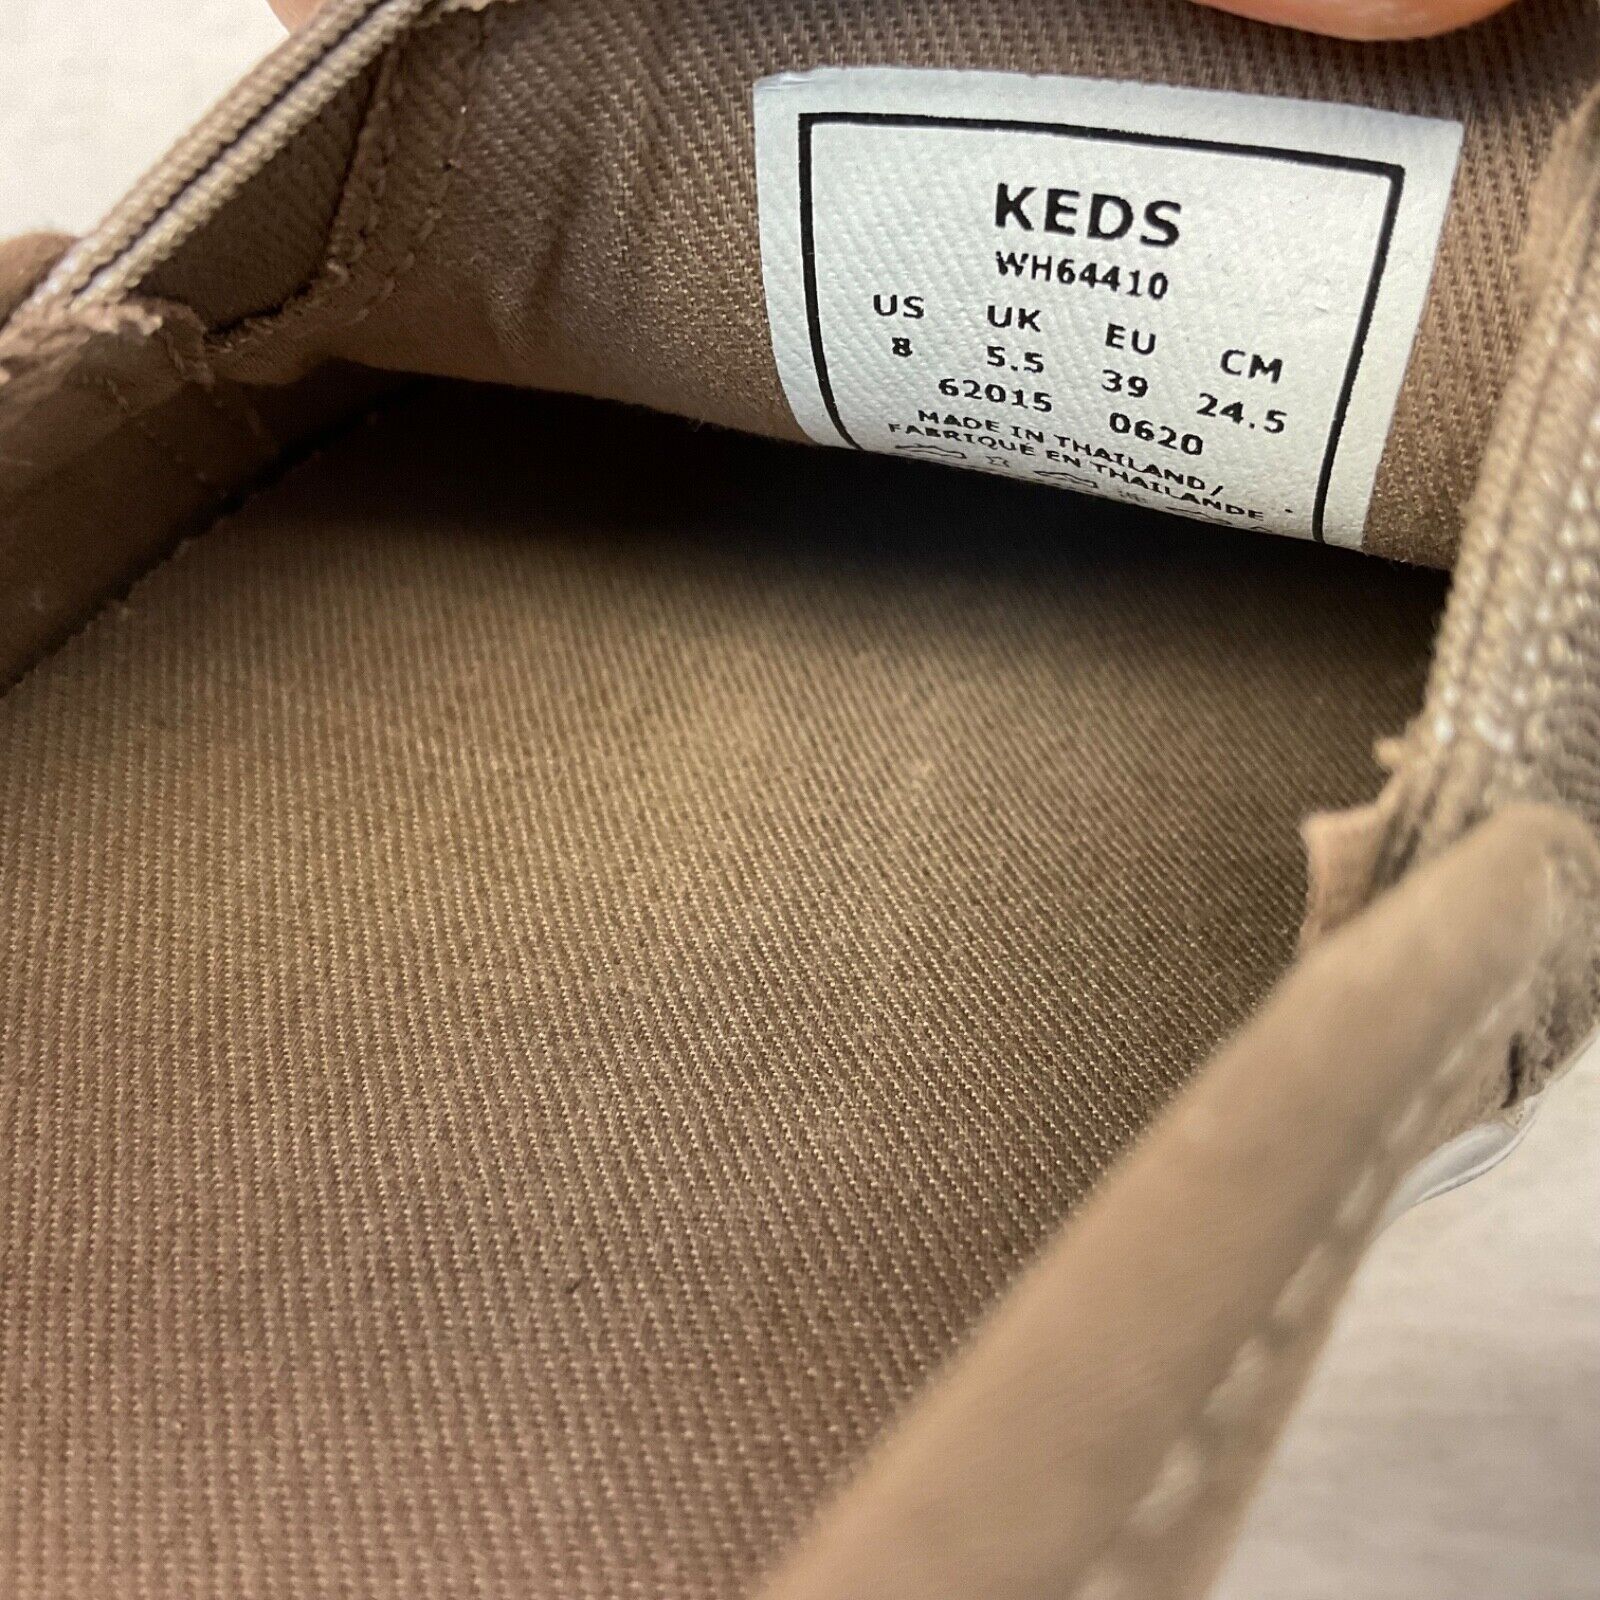 KEDS
WH64410
US UK EU CM
8 5.5 39 24.5
62015 0620
MADE IN THAILAND/
FABRIQUÉ EN THAILANDE